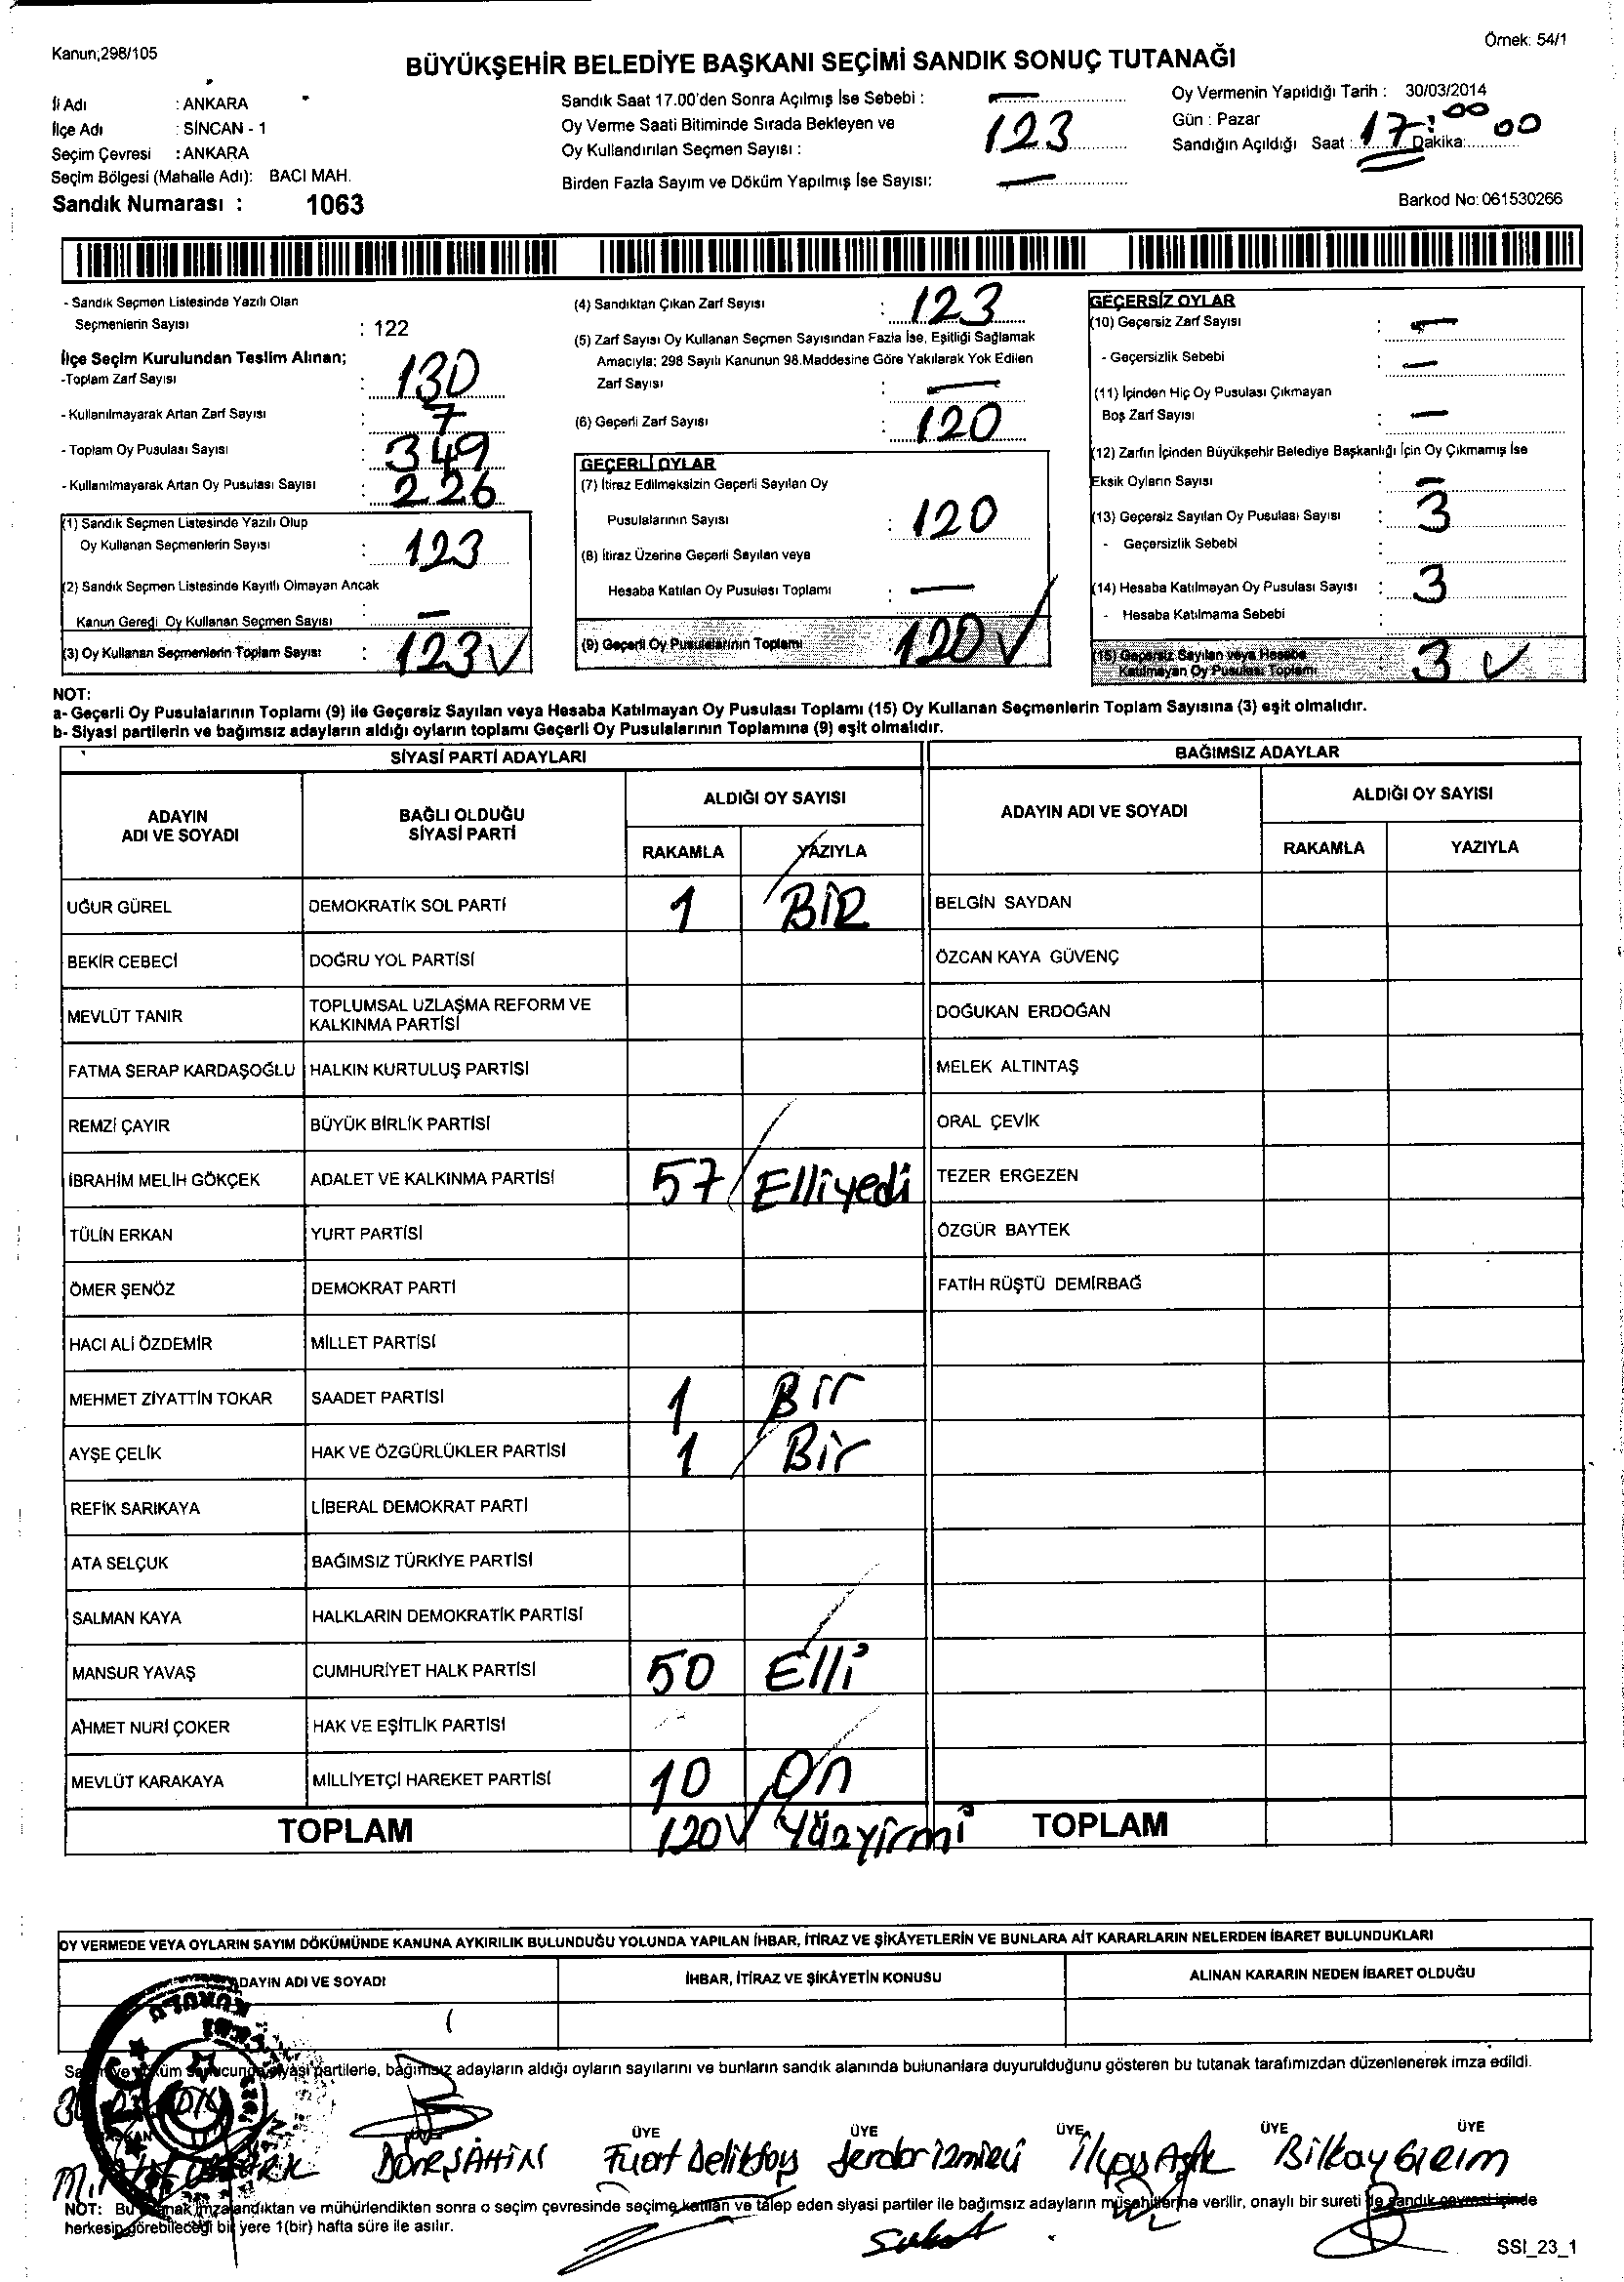 Kanun;298/105
Örnek: 54/1
BÜYÜKŞEHİR BELEDİYE BAŞKANI SEÇİMİ SANDIK SONUÇ TUTANAĞI
İl Adı : ANKARA
İlçe Adı : SİNCAN - 1
Seçim Çevresi : ANKARA
Seçim Bölgesi (Mahalle Adı): BACI MAH.
Sandık Numarası : 1063
Sandık Saat 17.00'den Sonra Açılmış İse Sebebi : —
Oy Verme Saati Bitiminde Sırada Bekleyen ve
Oy Kullandırılan Seçmen Sayısı : 123
Birden Fazla Sayım ve Döküm Yapılmış İse Sayısı: —
Oy Vermenin Yapıldığı Tarih : 30/03/2014
Gün : Pazar
Sandığın Açıldığı Saat : 17:00 Dakika: 00
Barkod No: 061530266
- Sandık Seçmen Listesinde Yazılı Olan
Seçmenlerin Sayısı : 122
İlçe Seçim Kurulundan Teslim Alınan;
-Toplam Zarf Sayısı : 130
- Kullanılmayarak Artan Zarf Sayısı : 7
- Toplam Oy Pusulası Sayısı : 349
- Kullanılmayarak Artan Oy Pusulası Sayısı : 226
(1) Sandık Seçmen Listesinde Yazılı Olup
Oy Kullanan Seçmenlerin Sayısı : 123
(2) Sandık Seçmen Listesinde Kayıtlı Olmayan Ancak
Kanun Gereği Oy Kullanan Seçmen Sayısı : —
(3) Oy Kullanan Seçmenlerin Toplam Sayısı : 123 √
(4) Sandıktan Çıkan Zarf Sayısı : 123
(5) Zarf Sayısı Oy Kullanan Seçmen Sayısından Fazla İse, Eşitliği Sağlamak
Amacıyla; 298 Sayılı Kanunun 98.Maddesine Göre Yakılarak Yok Edilen
Zarf Sayısı : —
(6) Geçerli Zarf Sayısı : 120
GEÇERLİ OYLAR
(7) İtiraz Edilmeksizin Geçerli Sayılan Oy
Pusulalarının Sayısı : 120
(8) İtiraz Üzerine Geçerli Sayılan veya
Hesaba Katılan Oy Pusulası Toplamı : —
(9) Geçerli Oy Pusulalarının Toplamı : 120 √
GEÇERSİZ OYLAR
(10) Geçersiz Zarf Sayısı : —
- Geçersizlik Sebebi : —
(11) İçinden Hiç Oy Pusulası Çıkmayan
Boş Zarf Sayısı : —
(12) Zarfın İçinden Büyükşehir Belediye Başkanlığı İçin Oy Çıkmamış İse
Eksik Oyların Sayısı : —
(13) Geçersiz Sayılan Oy Pusulası Sayısı : 3
- Geçersizlik Sebebi :
(14) Hesaba Katılmayan Oy Pusulası Sayısı : 3
- Hesaba Katılmama Sebebi :
(15) Geçersiz Sayılan veya Hesaba
Katılmayan Oy Pusulası Toplamı : 3 √
NOT:
a- Geçerli Oy Pusulalarının Toplamı (9) ile Geçersiz Sayılan veya Hesaba Katılmayan Oy Pusulası Toplamı (15) Oy Kullanan Seçmenlerin Toplam Sayısına (3) eşit olmalıdır.
b- Siyasi partilerin ve bağımsız adayların aldığı oyların toplamı Geçerli Oy Pusulalarının Toplamına (9) eşit olmalıdır.
SİYASİ PARTİ ADAYLARI
ADAYIN ADI VE SOYADI
BAĞLI OLDUĞU SİYASİ PARTİ
ALDIĞI OY SAYISI
RAKAMLA YAZIYLA
UĞUR GÜREL DEMOKRATİK SOL PARTİ 1 BİR
BEKİR CEBECİ DOĞRU YOL PARTİSİ
MEVLÜT TANIR TOPLUMSAL UZLAŞMA REFORM VE KALKINMA PARTİSİ
FATMA SERAP KARDAŞOĞLU HALKIN KURTULUŞ PARTİSİ
REMZİ ÇAYIR BÜYÜK BİRLİK PARTİSİ
İBRAHİM MELİH GÖKÇEK ADALET VE KALKINMA PARTİSİ 57 Elliyedi
TÜLİN ERKAN YURT PARTİSİ
ÖMER ŞENÖZ DEMOKRAT PARTİ
HACI ALİ ÖZDEMİR MİLLET PARTİSİ
MEHMET ZİYATTİN TOKAR SAADET PARTİSİ 1 Bir
AYŞE ÇELİK HAK VE ÖZGÜRLÜKLER PARTİSİ 1 Bir
REFİK SARIKAYA LİBERAL DEMOKRAT PARTİ
ATA SELÇUK BAĞIMSIZ TÜRKİYE PARTİSİ
SALMAN KAYA HALKLARIN DEMOKRATİK PARTİSİ
MANSUR YAVAŞ CUMHURİYET HALK PARTİSİ 50 Elli
AHMET NURİ ÇOKER HAK VE EŞİTLİK PARTİSİ
MEVLÜT KARAKAYA MİLLİYETÇİ HAREKET PARTİSİ 10 On
TOPLAM 120 √ Yüzyirmi
BAĞIMSIZ ADAYLAR
ADAYIN ADI VE SOYADI
ALDIĞI OY SAYISI
RAKAMLA YAZIYLA
BELGİN SAYDAN
ÖZCAN KAYA GÜVENÇ
DOĞUKAN ERDOĞAN
MELEK ALTINTAŞ
ORAL ÇEVİK
TEZER ERGEZEN
ÖZGÜR BAYTEK
FATİH RÜŞTÜ DEMİRBAĞ
TOPLAM
OY VERMEDE VEYA OYLARIN SAYIM DÖKÜMÜNDE KANUNA AYKIRILIK BULUNDUĞU YOLUNDA YAPILAN İHBAR, İTİRAZ VE ŞİKÂYETLERİN VE BUNLARA AİT KARARLARIN NELERDEN İBARET BULUNDUKLARI
ADAYIN ADI VE SOYADI
İHBAR, İTİRAZ VE ŞİKÂYETİN KONUSU
ALINAN KARARIN NEDEN İBARET OLDUĞU
siyasi partilerle, bağımsız adayların aldığı oyların sayılarını ve bunların sandık alanında bulunanlara duyurulduğunu gösteren bu tutanak tarafımızdan düzenlenerek imza edildi.
ÜYE ÜYE ÜYE ÜYE ÜYE
DÖNE ŞAHİN Fuat Deliktaş Serdar İzmirli İlyas Bilkay
NOT: Bu tutanak imzalandıktan ve mühürlendikten sonra o seçim çevresinde seçime katılan ve talep eden siyasi partiler ile bağımsız adayların müşahitlerine verilir, onaylı bir sureti de sandık çevresi içinde
herkesin görebileceği bir yere 1(bir) hafta süre ile asılır.
SSI_23_1